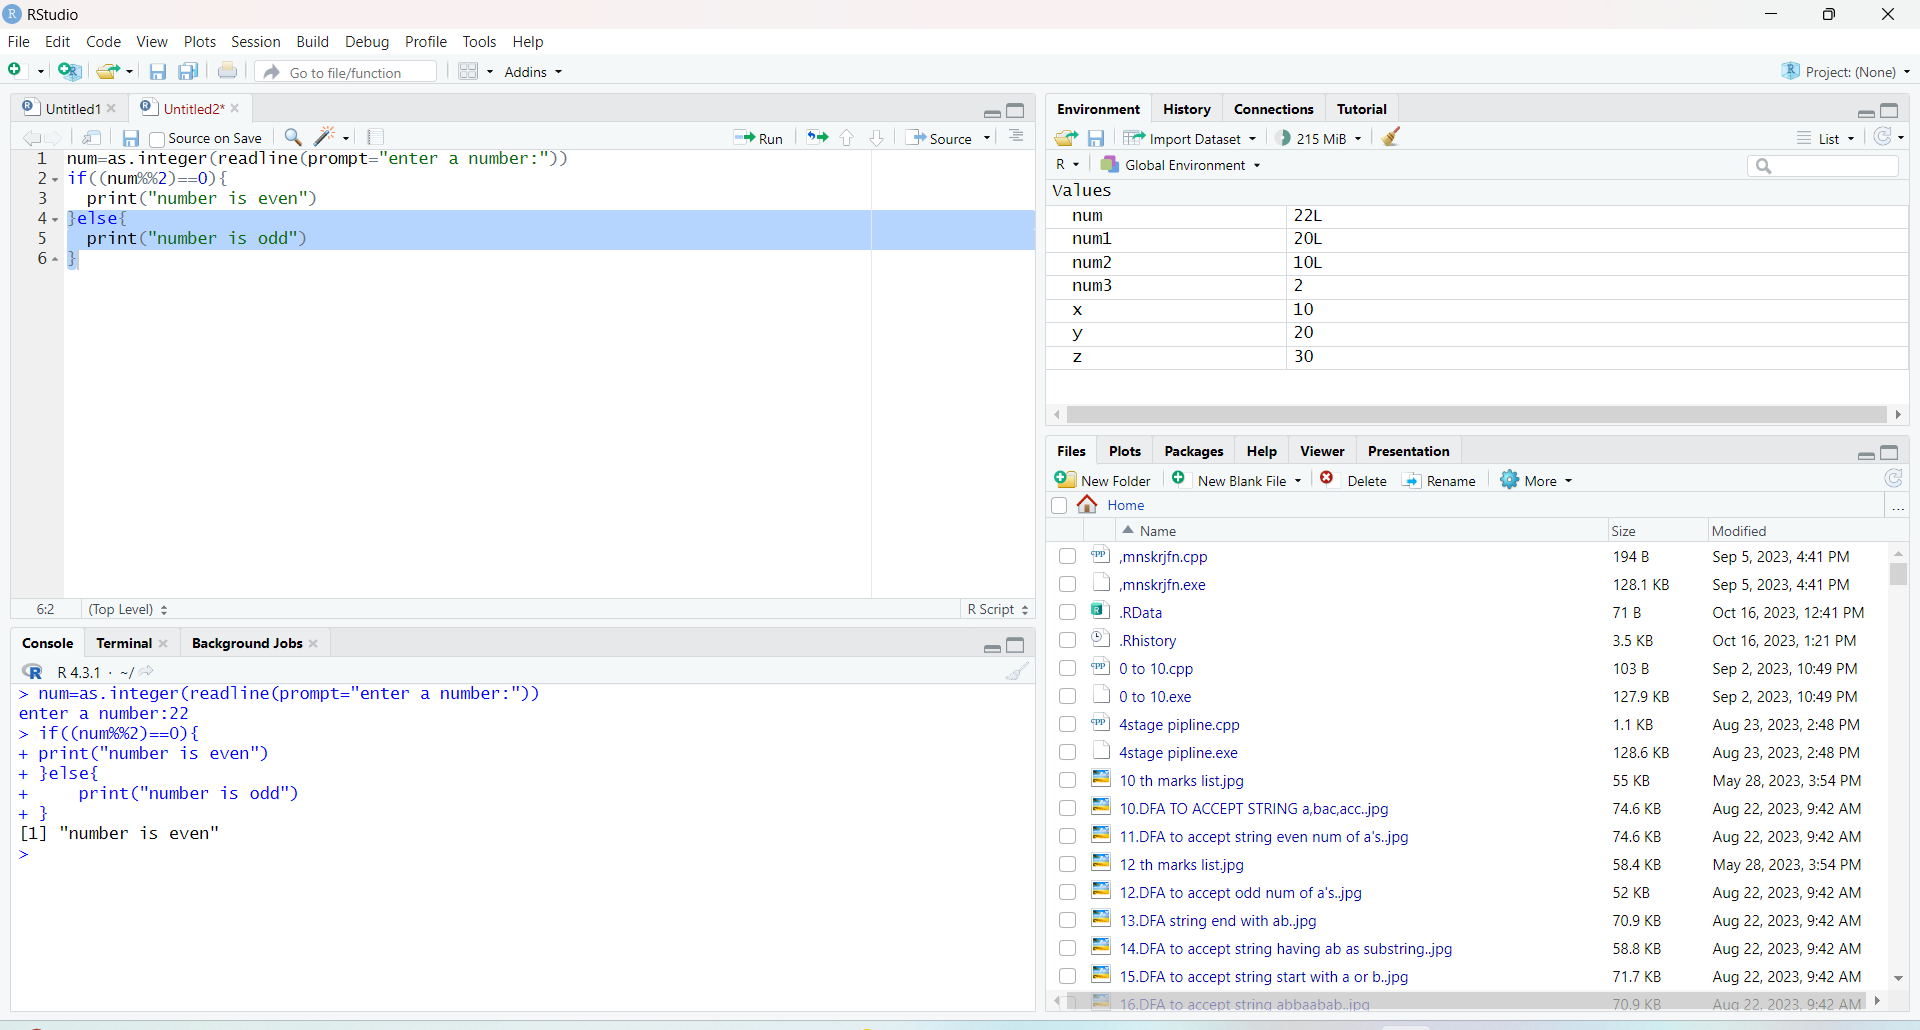 RStudio
File Edit Code View Plots Session Build Debug Profile Tools Help
Go to file/function Addins Project: (None)
Untitled1 Untitled2*
Source on Save Run Source
1 num=as.integer(readline(prompt="enter a number:"))
2 if((num%%2)==0){
3 print("number is even")
4 }else{
5 print("number is odd")
6 }
6:2 (Top Level) R Script
Console Terminal Background Jobs
R 4.3.1 · ~/
> num=as.integer(readline(prompt="enter a number:"))
enter a number:22
> if((num%%2)==0){
+ print("number is even")
+ }else{
+ print("number is odd")
+ }
[1] "number is even"
>
Environment History Connections Tutorial
Import Dataset 215 MiB List
R Global Environment
Values
num 22L
num1 20L
num2 10L
num3 2
x 10
y 20
z 30
Files Plots Packages Help Viewer Presentation
New Folder New Blank File Delete Rename More
Home ...
Name Size Modified
,mnskrjfn.cpp 194 B Sep 5, 2023, 4:41 PM
,mnskrjfn.exe 128.1 KB Sep 5, 2023, 4:41 PM
.RData 71 B Oct 16, 2023, 12:41 PM
.Rhistory 3.5 KB Oct 16, 2023, 1:21 PM
0 to 10.cpp 103 B Sep 2, 2023, 10:49 PM
0 to 10.exe 127.9 KB Sep 2, 2023, 10:49 PM
4stage pipline.cpp 1.1 KB Aug 23, 2023, 2:48 PM
4stage pipline.exe 128.6 KB Aug 23, 2023, 2:48 PM
10 th marks list.jpg 55 KB May 28, 2023, 3:54 PM
10.DFA TO ACCEPT STRING a,bac,acc..jpg 74.6 KB Aug 22, 2023, 9:42 AM
11.DFA to accept string even num of a's..jpg 74.6 KB Aug 22, 2023, 9:42 AM
12 th marks list.jpg 58.4 KB May 28, 2023, 3:54 PM
12.DFA to accept odd num of a's..jpg 52 KB Aug 22, 2023, 9:42 AM
13.DFA string end with ab..jpg 70.9 KB Aug 22, 2023, 9:42 AM
14.DFA to accept string having ab as substring..jpg 58.8 KB Aug 22, 2023, 9:42 AM
15.DFA to accept string start with a or b..jpg 71.7 KB Aug 22, 2023, 9:42 AM
16.DFA to accept string abbaabab..jpg 70.9 KB Aug 22, 2023, 9:42 AM